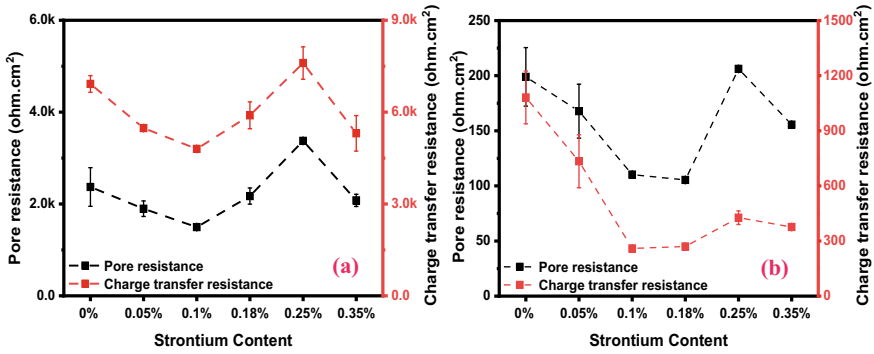 Pore resistance (ohm.cm²)
6.0k
4.0k
2.0k
0.0
9.0k
6.0k
3.0k
0.0
Charge transfer resistance (ohm.cm²)
Pore resistance
Charge transfer resistance
(a)
0% 0.05% 0.1% 0.18% 0.25% 0.35%
Strontium Content
Pore resistance (ohm.cm²)
250
200
150
100
50
0
1500
1200
900
600
300
0
Charge transfer resistance (ohm.cm²)
Pore resistance
Charge transfer resistance
(b)
0% 0.05% 0.1% 0.18% 0.25% 0.35%
Strontium Content